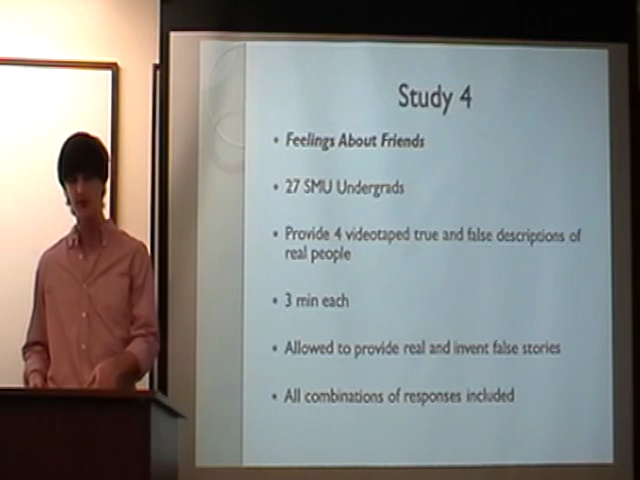 Study 4
• Feelings About Friends
• 27 SMU Undergrads
• Provide 4 videotaped true and false descriptions of
real people
• 3 min each
• Allowed to provide real and invent false stories
• All combinations of responses included